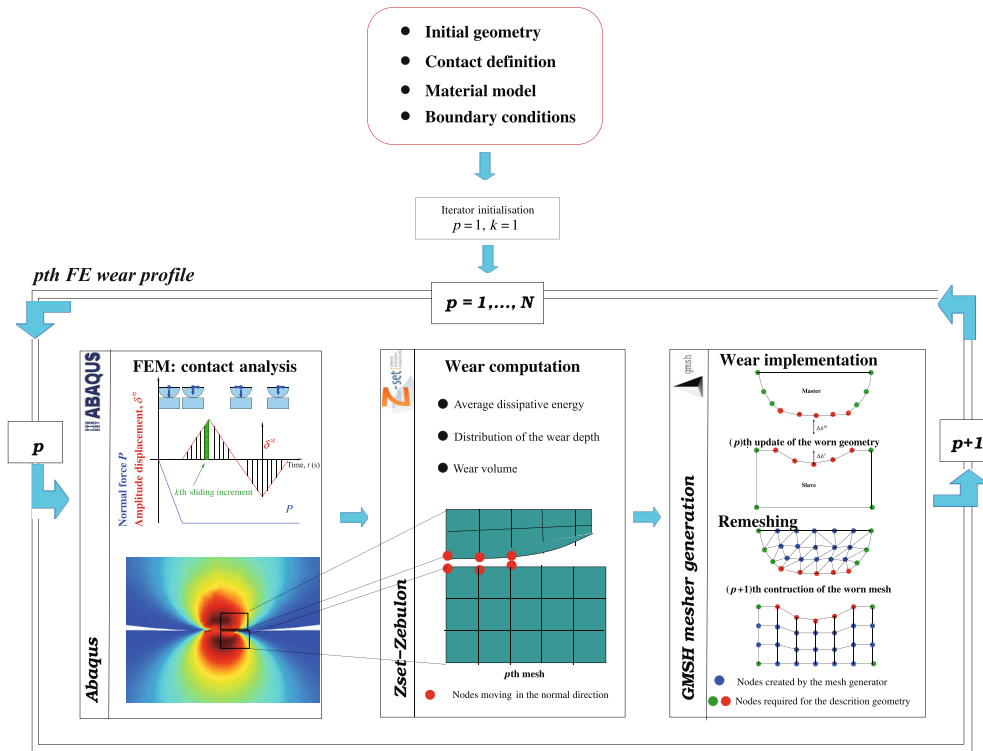 Initial geometry
Contact definition
Material model
Boundary conditions
Iterator initialisation
p = 1, k = 1
pth FE wear profile
p = 1,..., N
p
p+1
ABAQUS
FEM: contact analysis
Normal force P
Amplitude displacement, δ*
δ*
Time, t (s)
kth sliding increment
P
Abaqus
Z-set
Wear computation
Average dissipative energy
Distribution of the wear depth
Wear volume
pth mesh
Nodes moving in the normal direction
Zset-Zebulon
gmsh
Wear implementation
Master
(p)th update of the worn geometry
Slave
Remeshing
(p+1)th contruction of the worn mesh
Nodes created by the mesh generator
Nodes required for the descrition geometry
GMSH mesher generation